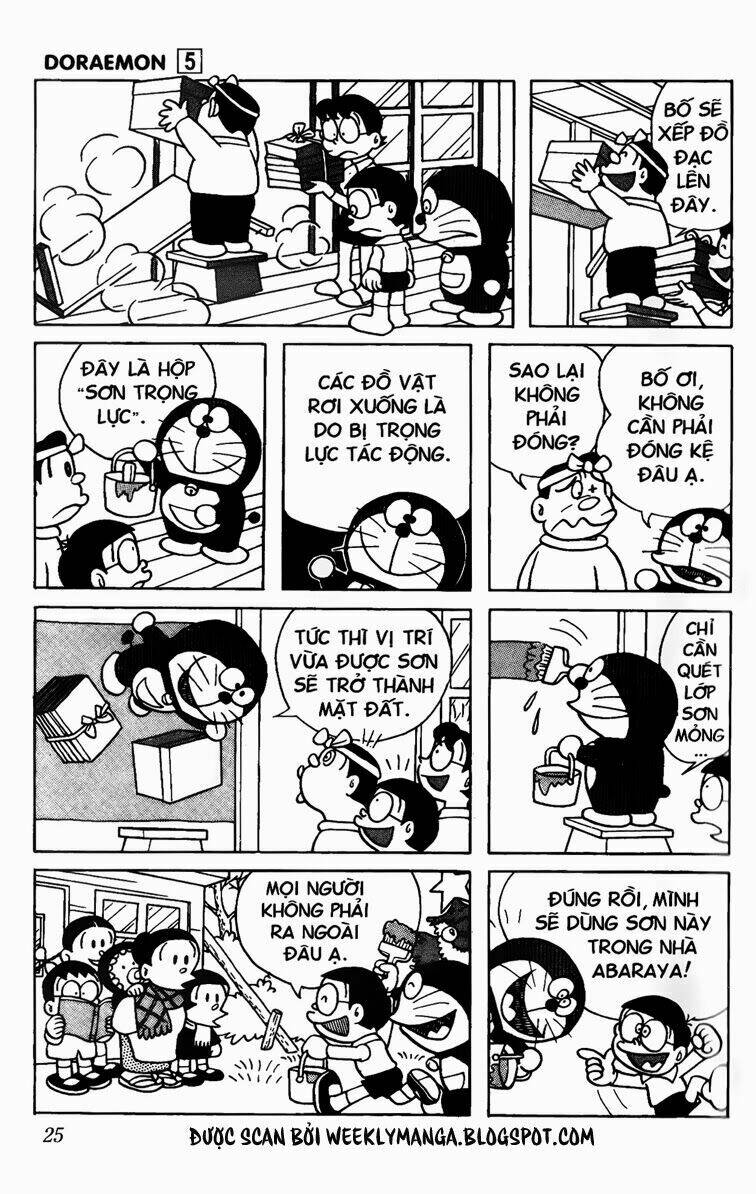 DORAEMON 5
BỐ SẼ
XẾP ĐỒ
ĐẠC
LÊN
ĐÂY.
BỐ ƠI,
KHÔNG
CẦN PHẢI
ĐÓNG KỆ
ĐÂU Ạ.
SAO LẠI
KHÔNG
PHẢI
ĐÓNG?
CÁC ĐỒ VẬT
RƠI XUỐNG LÀ
DO BỊ TRỌNG
LỰC TÁC ĐỘNG.
ĐÂY LÀ HỘP
“SƠN TRỌNG
LỰC”.
CHỈ
CẦN
QUÉT
LỚP
SƠN
MỎNG
...
TỨC THÌ VỊ TRÍ
VỪA ĐƯỢC SƠN
SẼ TRỞ THÀNH
MẶT ĐẤT.
ĐÚNG RỒI, MÌNH
SẼ DÙNG SƠN NÀY
TRONG NHÀ
ABARAYA!
MỌI NGƯỜI
KHÔNG PHẢI
RA NGOÀI
ĐÂU Ạ.
25
ĐƯỢC SCAN BỞI WEEKLYMANGA.BLOGSPOT.COM